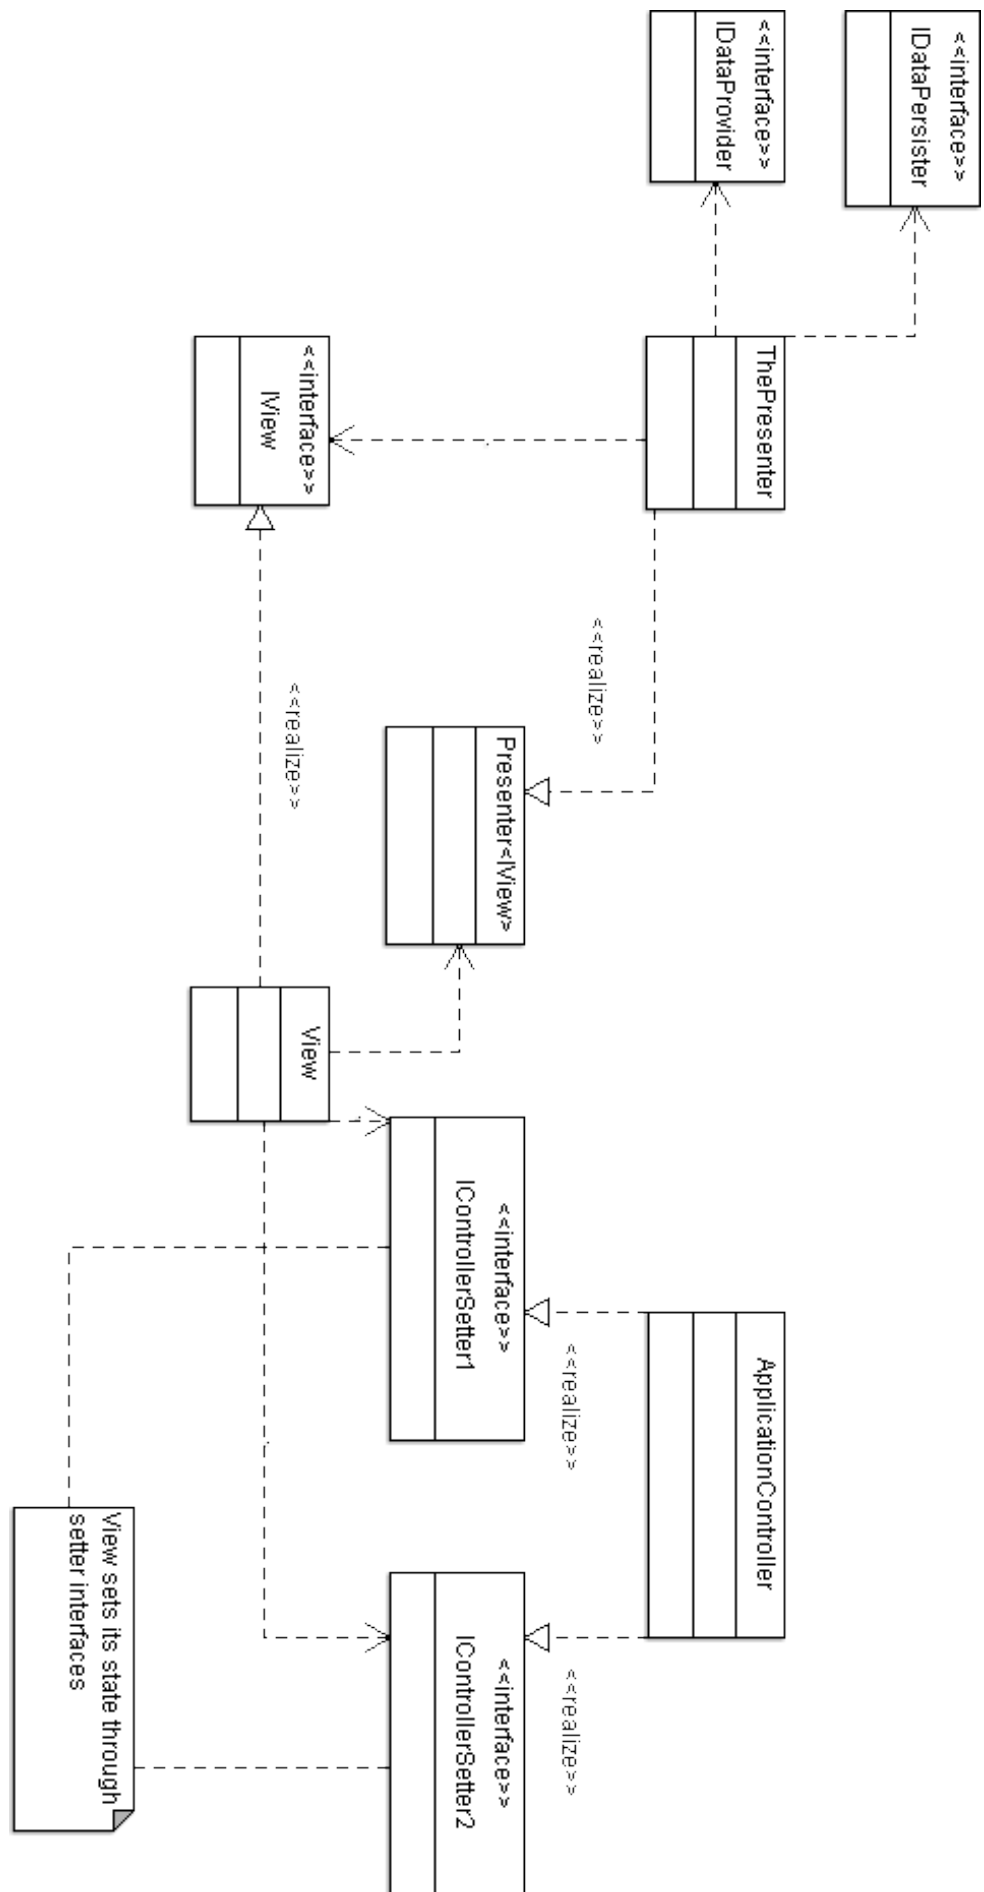 <<interface>>
IDataPersister
<<interface>>
IDataProvider
ThePresenter
<<interface>>
IView
<<realize>>
<<realize>>
Presenter<IView>
View
<<interface>>
IControllerSetter1
<<realize>>
ApplicationController
<<realize>>
<<interface>>
IControllerSetter2
View sets its state through
setter interfaces